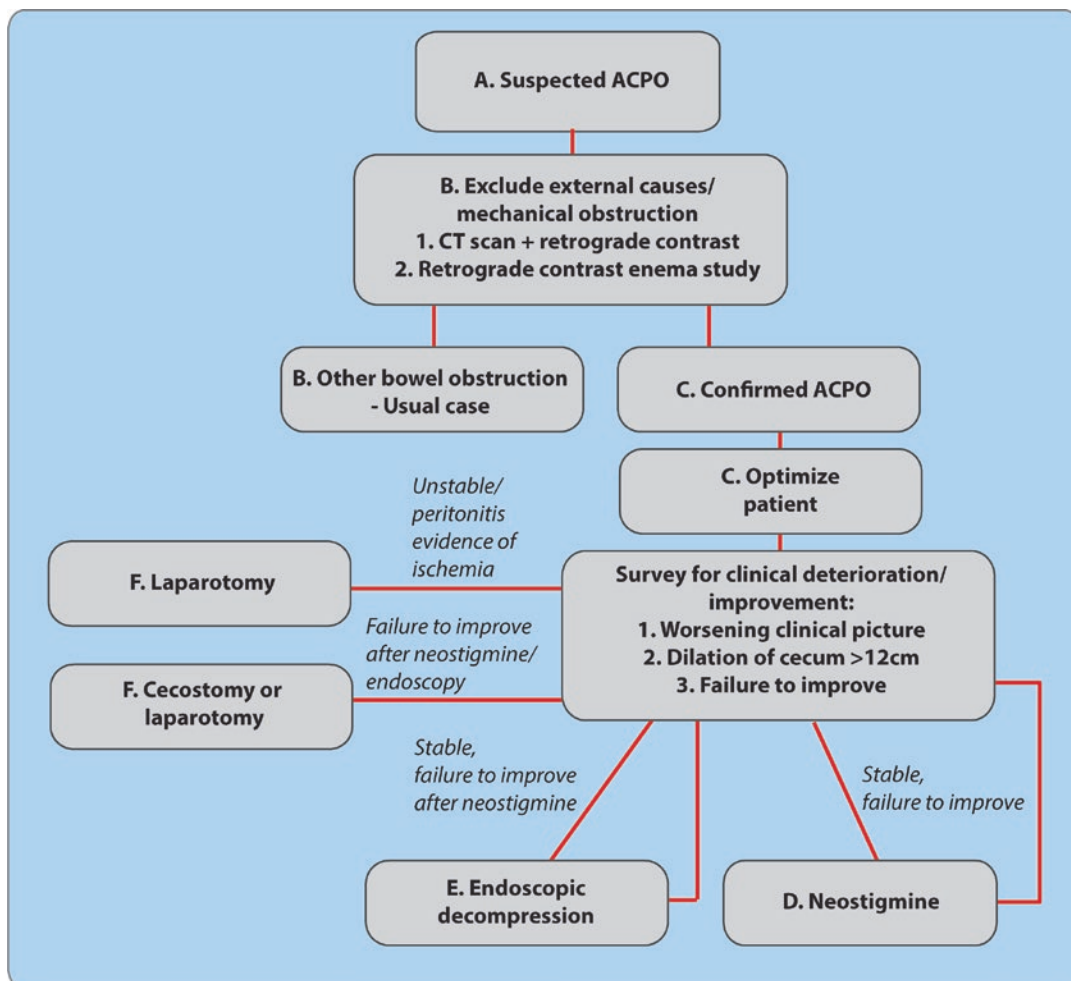 A. Suspected ACPO
B. Exclude external causes/
mechanical obstruction
1. CT scan + retrograde contrast
2. Retrograde contrast enema study
B. Other bowel obstruction
- Usual case
C. Confirmed ACPO
C. Optimize
patient
Unstable/
peritonitis
evidence of
ischemia
F. Laparotomy
Survey for clinical deterioration/
improvement:
1. Worsening clinical picture
2. Dilation of cecum >12cm
3. Failure to improve
Failure to improve
after neostigmine/
endoscopy
F. Cecostomy or
laparotomy
Stable,
failure to improve
after neostigmine
Stable,
failure to improve
E. Endoscopic
decompression
D. Neostigmine